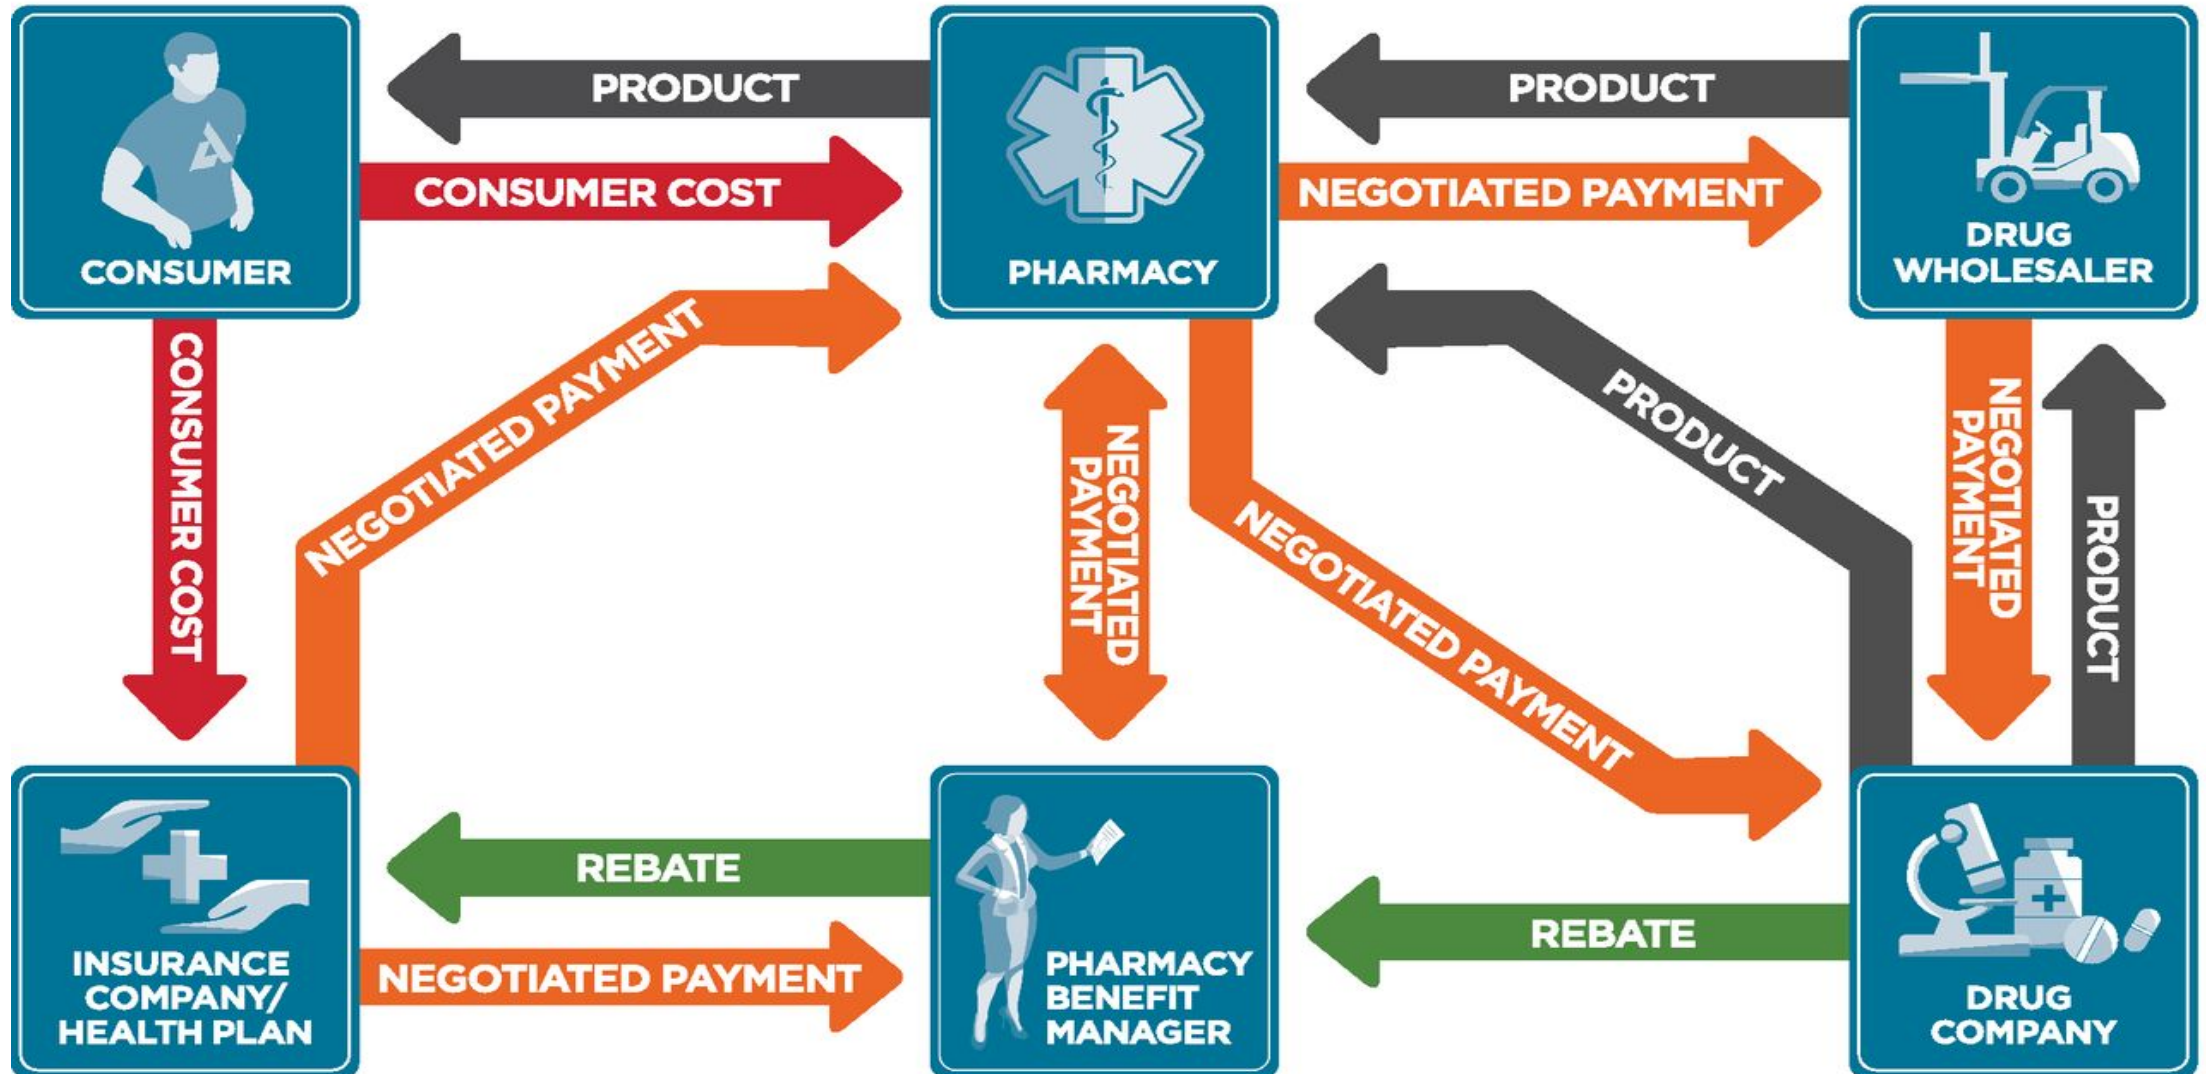 PRODUCT
PRODUCT
CONSUMER COST
NEGOTIATED PAYMENT
CONSUMER
PHARMACY
DRUG
WHOLESALER
CONSUMER COST
NEGOTIATED PAYMENT
NEGOTIATED
PAYMENT
NEGOTIATED PAYMENT
PRODUCT
NEGOTIATED
PAYMENT
PRODUCT
REBATE
REBATE
NEGOTIATED PAYMENT
INSURANCE
COMPANY/
HEALTH PLAN
PHARMACY
BENEFIT
MANAGER
DRUG
COMPANY